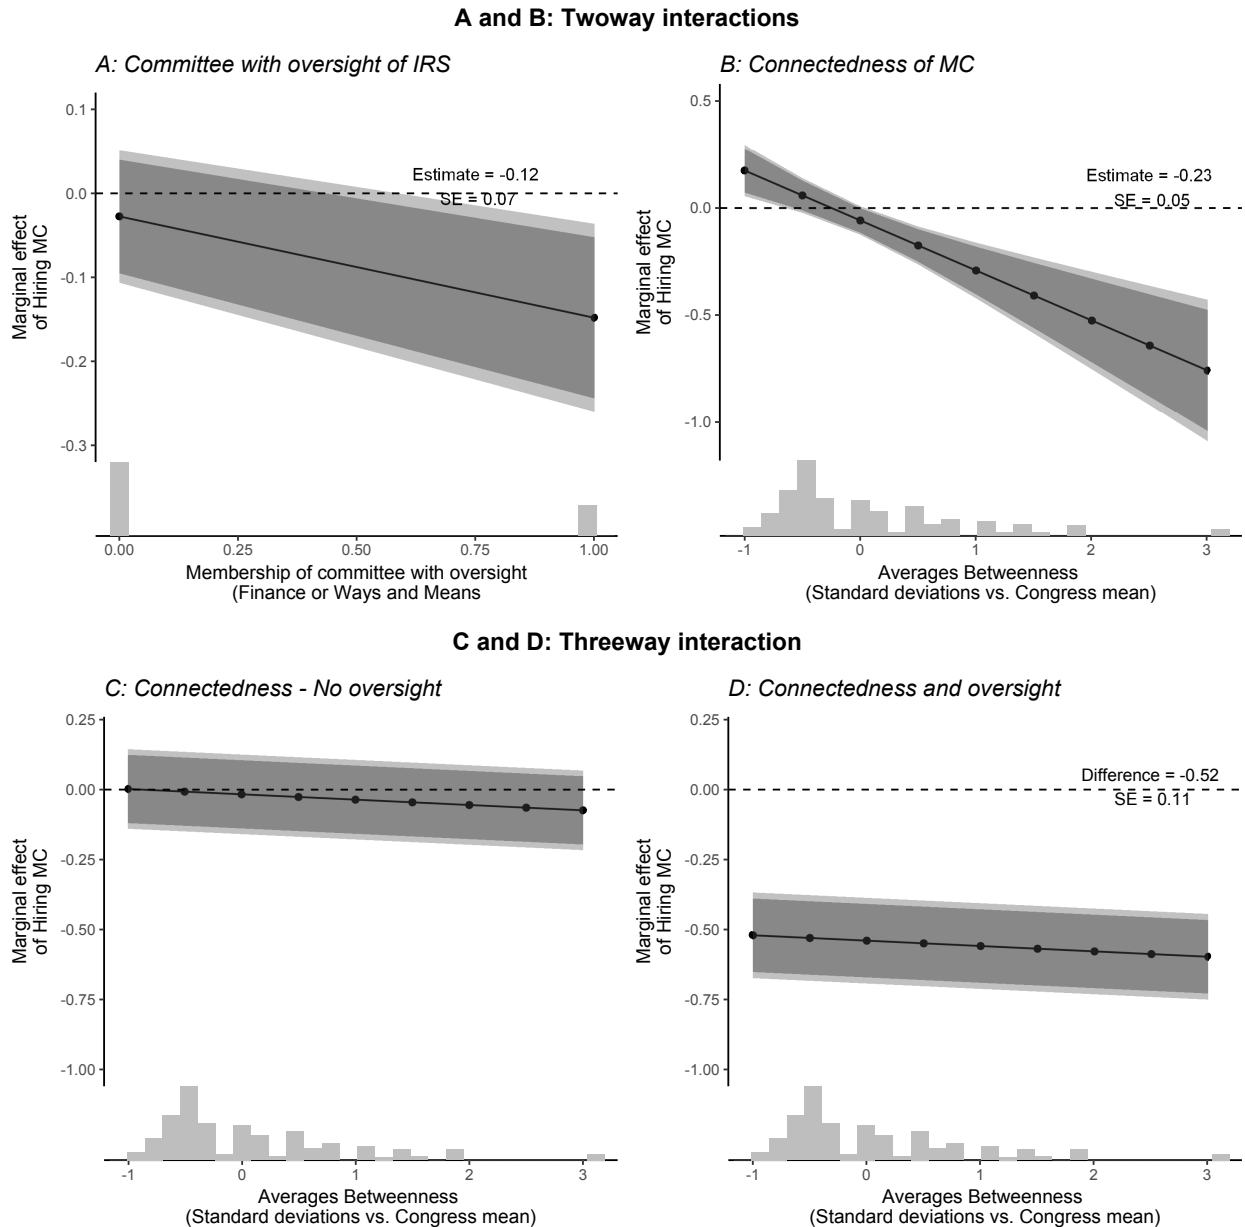 A and B: Twoway interactions
A: Committee with oversight of IRS
0.1
0.0
-0.1
-0.2
-0.3
Marginal effect
of Hiring MC
Estimate = -0.12
SE = 0.07
0.00
0.25
0.50
0.75
1.00
Membership of committee with oversight
(Finance or Ways and Means
B: Connectedness of MC
0.5
0.0
-0.5
-1.0
Marginal effect
of Hiring MC
Estimate = -0.23
SE = 0.05
-1
0
1
2
3
Averages Betweenness
(Standard deviations vs. Congress mean)
C and D: Threeway interaction
C: Connectedness - No oversight
0.25
0.00
-0.25
-0.50
-0.75
-1.00
Marginal effect
of Hiring MC
-1
0
1
2
3
Averages Betweenness
(Standard deviations vs. Congress mean)
D: Connectedness and oversight
0.25
0.00
-0.25
-0.50
-0.75
-1.00
Marginal effect
of Hiring MC
Difference = -0.52
SE = 0.11
-1
0
1
2
3
Averages Betweenness
(Standard deviations vs. Congress mean)